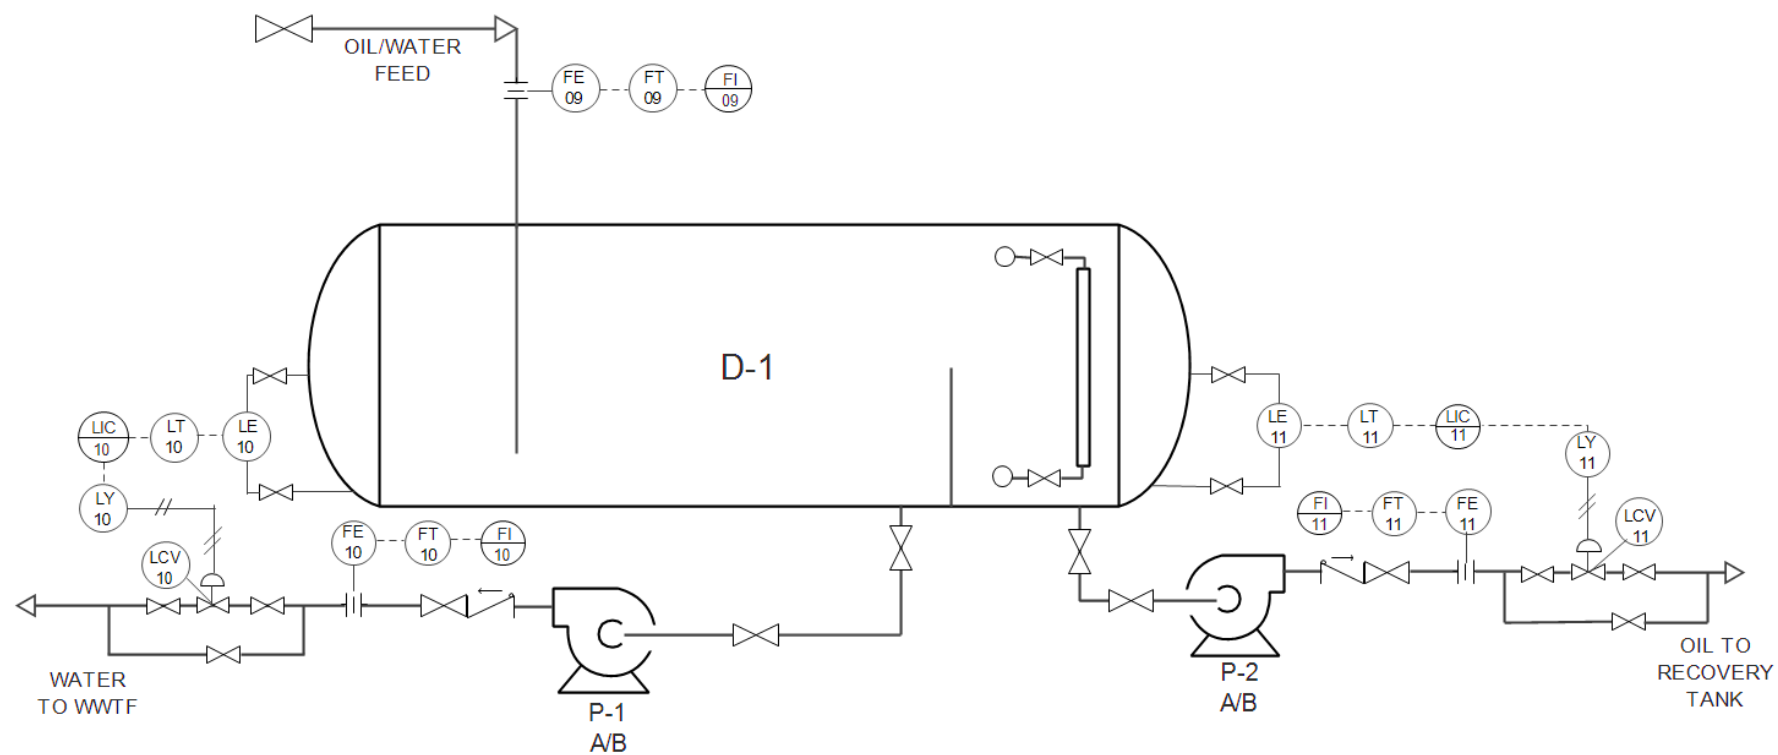 OIL/WATER
FEED
FE
09
FT
09
FI
09
D-1
LIC
10
LT
10
LE
10
LY
10
LCV
10
FE
10
FT
10
FI
10
LE
11
LT
11
LIC
11
LY
11
FI
11
FT
11
FE
11
LCV
11
WATER
TO WWTF
P-1
A/B
P-2
A/B
OIL TO
RECOVERY
TANK